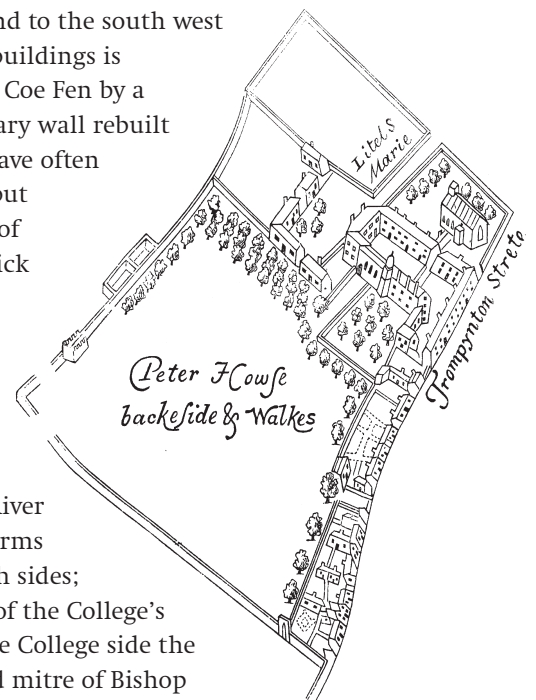 nd to the south west
buildings is
Coe Fen by a
ary wall rebuilt
ave often
out
of
ick
Litel S
Marie
Trompynton Strete
Peter Howſe
backeſide & Walkes
iver
rms
h sides;
of the College's
e College side the
d mitre of Bishop